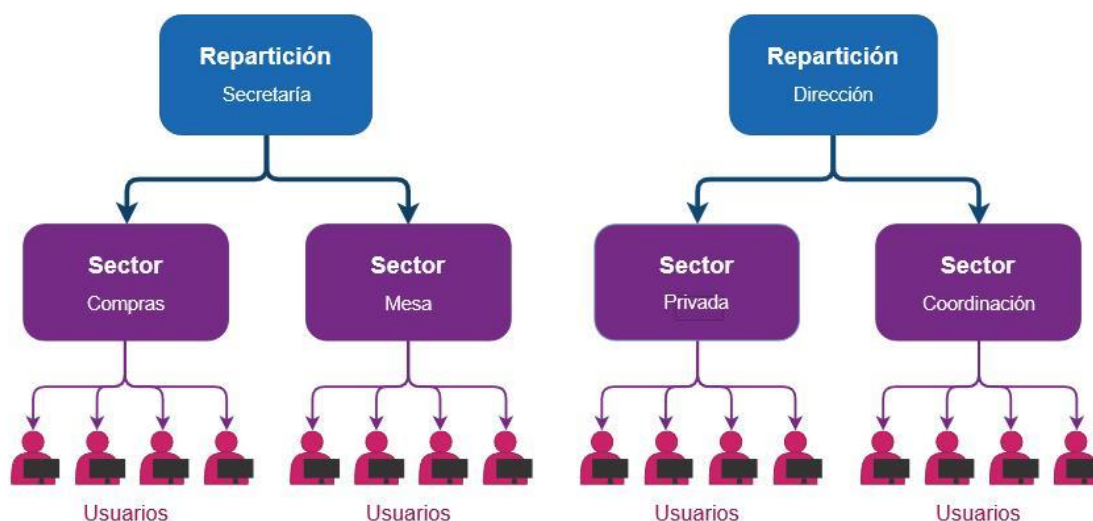 Repartición
Secretaría
Repartición
Dirección
Sector
Compras
Sector
Mesa
Sector
Privada
Sector
Coordinación
Usuarios
Usuarios
Usuarios
Usuarios